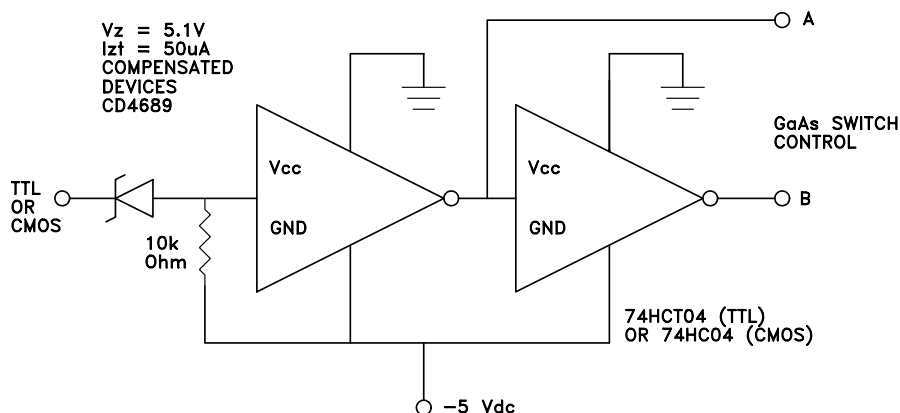 Vz = 5.1V
Izt = 50uA
COMPENSATED
DEVICES
CD4689
A
GaAs SWITCH
CONTROL
Vcc
Vcc
TTL
OR
CMOS
B
GND
GND
10k
Ohm
74HCT04 (TTL)
OR 74HC04 (CMOS)
-5 Vdc